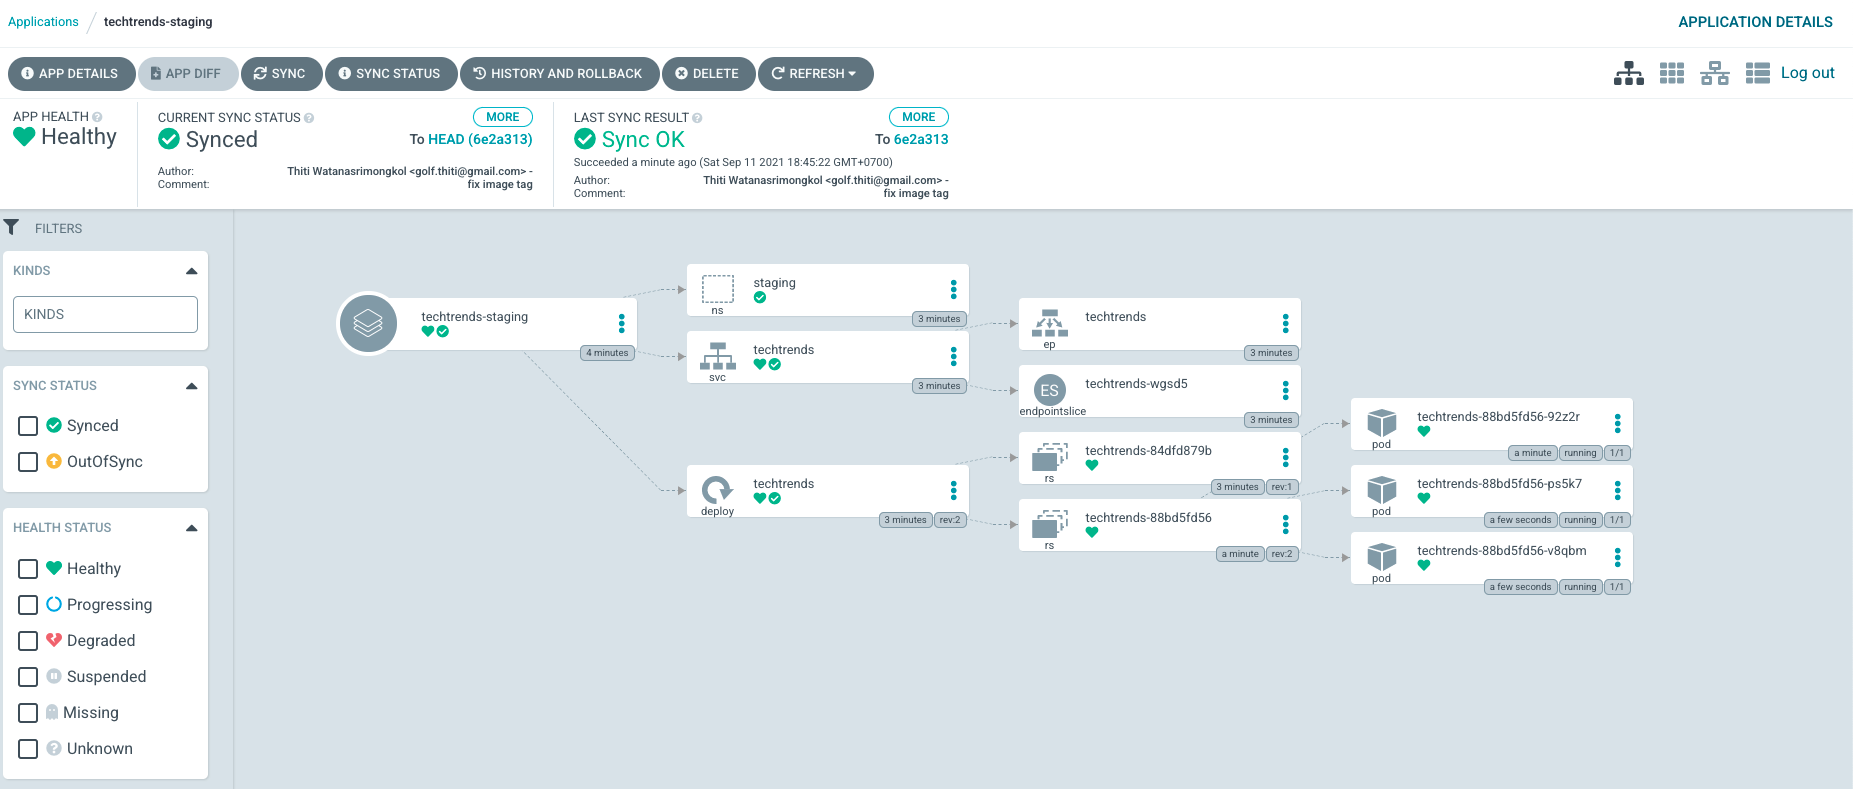 Applications / techtrends-staging
APPLICATION DETAILS
APP DETAILS
APP DIFF
SYNC
SYNC STATUS
HISTORY AND ROLLBACK
DELETE
REFRESH
Log out
APP HEALTH
Healthy
CURRENT SYNC STATUS
MORE
Synced
To HEAD (6e2a313)
Author: Thiti Watanasrimongkol <golf.thiti@gmail.com> -
Comment: fix image tag
LAST SYNC RESULT
MORE
Sync OK
To 6e2a313
Succeeded a minute ago (Sat Sep 11 2021 18:45:22 GMT+0700)
Author: Thiti Watanasrimongkol <golf.thiti@gmail.com> -
Comment: fix image tag
FILTERS
KINDS
KINDS
SYNC STATUS
Synced
OutOfSync
HEALTH STATUS
Healthy
Progressing
Degraded
Suspended
Missing
Unknown
techtrends-staging
4 minutes
staging
ns
3 minutes
techtrends
svc
3 minutes
techtrends
deploy
3 minutes rev:2
techtrends
ep
3 minutes
ES
techtrends-wgsd5
endpointslice
3 minutes
techtrends-84dfd879b
rs
3 minutes rev:1
techtrends-88bd5fd56
rs
a minute rev:2
techtrends-88bd5fd56-92z2r
pod
a minute running 1/1
techtrends-88bd5fd56-ps5k7
pod
a few seconds running 1/1
techtrends-88bd5fd56-v8qbm
pod
a few seconds running 1/1